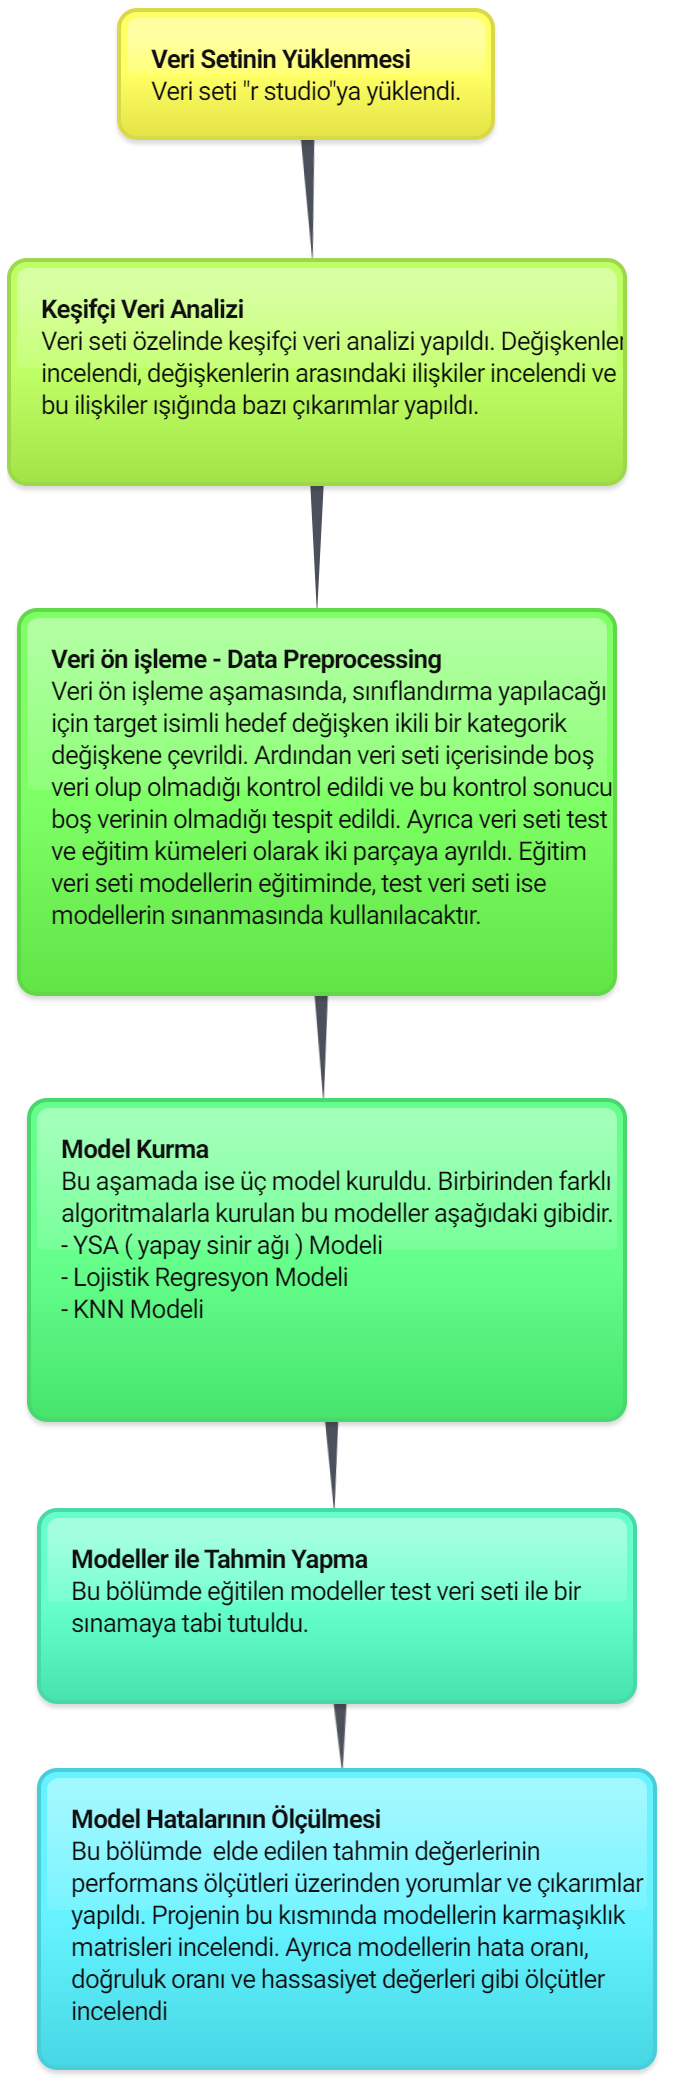 Veri Setinin Yüklenmesi
Veri seti "r studio"ya yüklendi.
Keşifçi Veri Analizi
Veri seti özelinde keşifçi veri analizi yapıldı. Değişkenler
incelendi, değişkenlerin arasındaki ilişkiler incelendi ve
bu ilişkiler ışığında bazı çıkarımlar yapıldı.
Veri ön işleme - Data Preprocessing
Veri ön işleme aşamasında, sınıflandırma yapılacağı
için target isimli hedef değişken ikili bir kategorik
değişkene çevrildi. Ardından veri seti içerisinde boş
veri olup olmadığı kontrol edildi ve bu kontrol sonucu
boş verinin olmadığı tespit edildi. Ayrıca veri seti test
ve eğitim kümeleri olarak iki parçaya ayrıldı. Eğitim
veri seti modellerin eğitiminde, test veri seti ise
modellerin sınanmasında kullanılacaktır.
Model Kurma
Bu aşamada ise üç model kuruldu. Birbirinden farklı
algoritmalarla kurulan bu modeller aşağıdaki gibidir.
- YSA ( yapay sinir ağı ) Modeli
- Lojistik Regresyon Modeli
- KNN Modeli
Modeller ile Tahmin Yapma
Bu bölümde eğitilen modeller test veri seti ile bir
sınamaya tabi tutuldu.
Model Hatalarının Ölçülmesi
Bu bölümde  elde edilen tahmin değerlerinin
performans ölçütleri üzerinden yorumlar ve çıkarımlar
yapıldı. Projenin bu kısmında modellerin karmaşıklık
matrisleri incelendi. Ayrıca modellerin hata oranı,
doğruluk oranı ve hassasiyet değerleri gibi ölçütler
incelendi